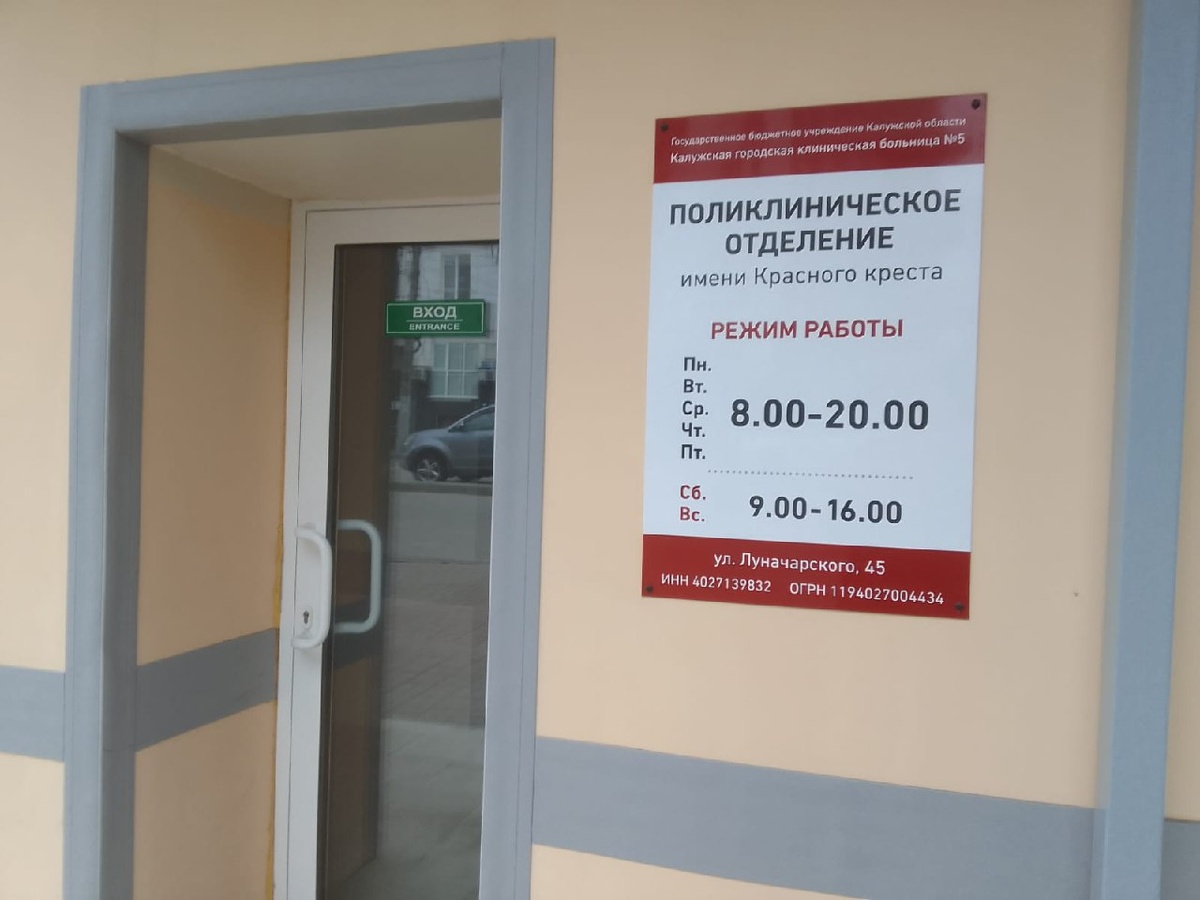 ВХОД
ENTRANCE
Государственное бюджетное учреждение Калужской области
Калужская городская клиническая больница №5
ПОЛИКЛИНИЧЕСКОЕ
ОТДЕЛЕНИЕ
имени Красного креста
РЕЖИМ РАБОТЫ
Пн.
Вт.
Ср.
Чт.
Пт.
8.00-20.00
Сб.
Вс.
9.00-16.00
ул. Луначарского, 45
ИНН 4027139832 ОГРН 1194027004434